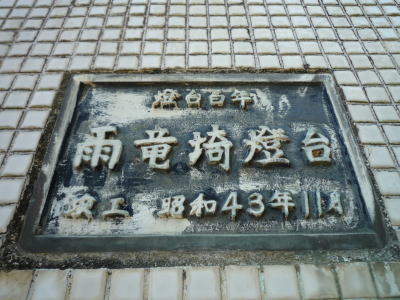 燈台百年
雨竜埼燈台
竣工 昭和43年11月